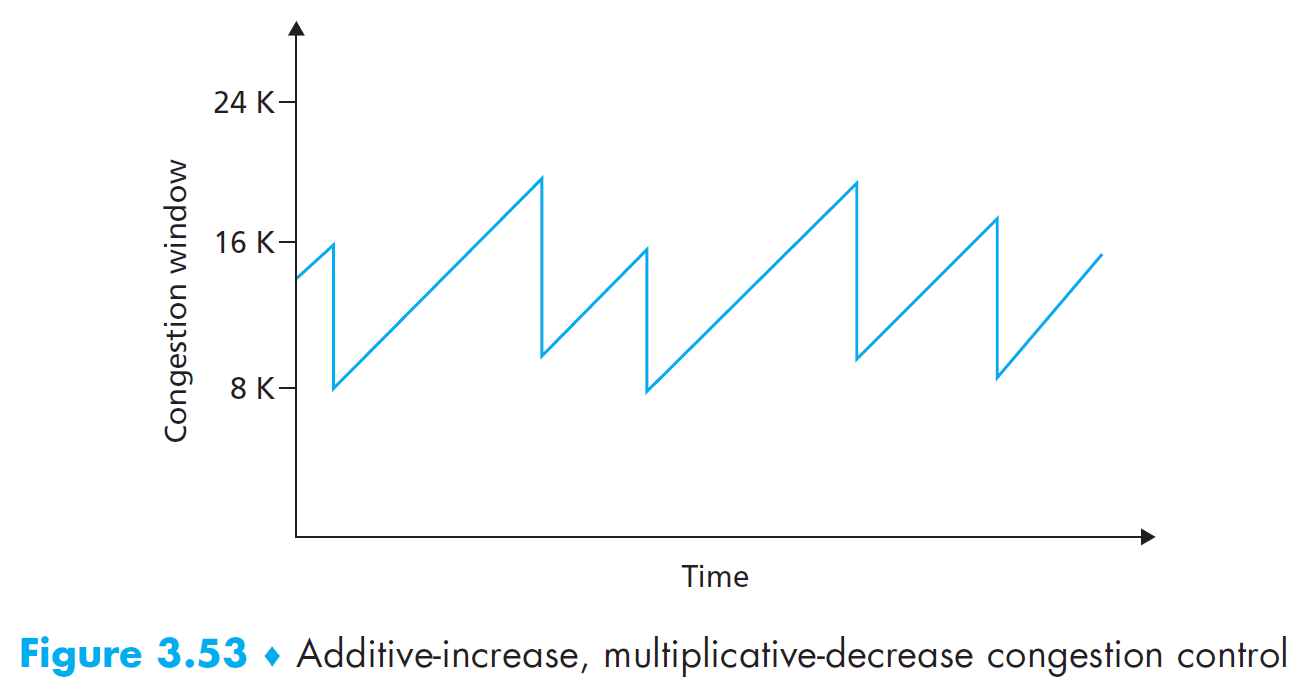 24 K
16 K
8 K
Congestion window
Time
Figure 3.53 ♦ Additive-increase, multiplicative-decrease congestion control